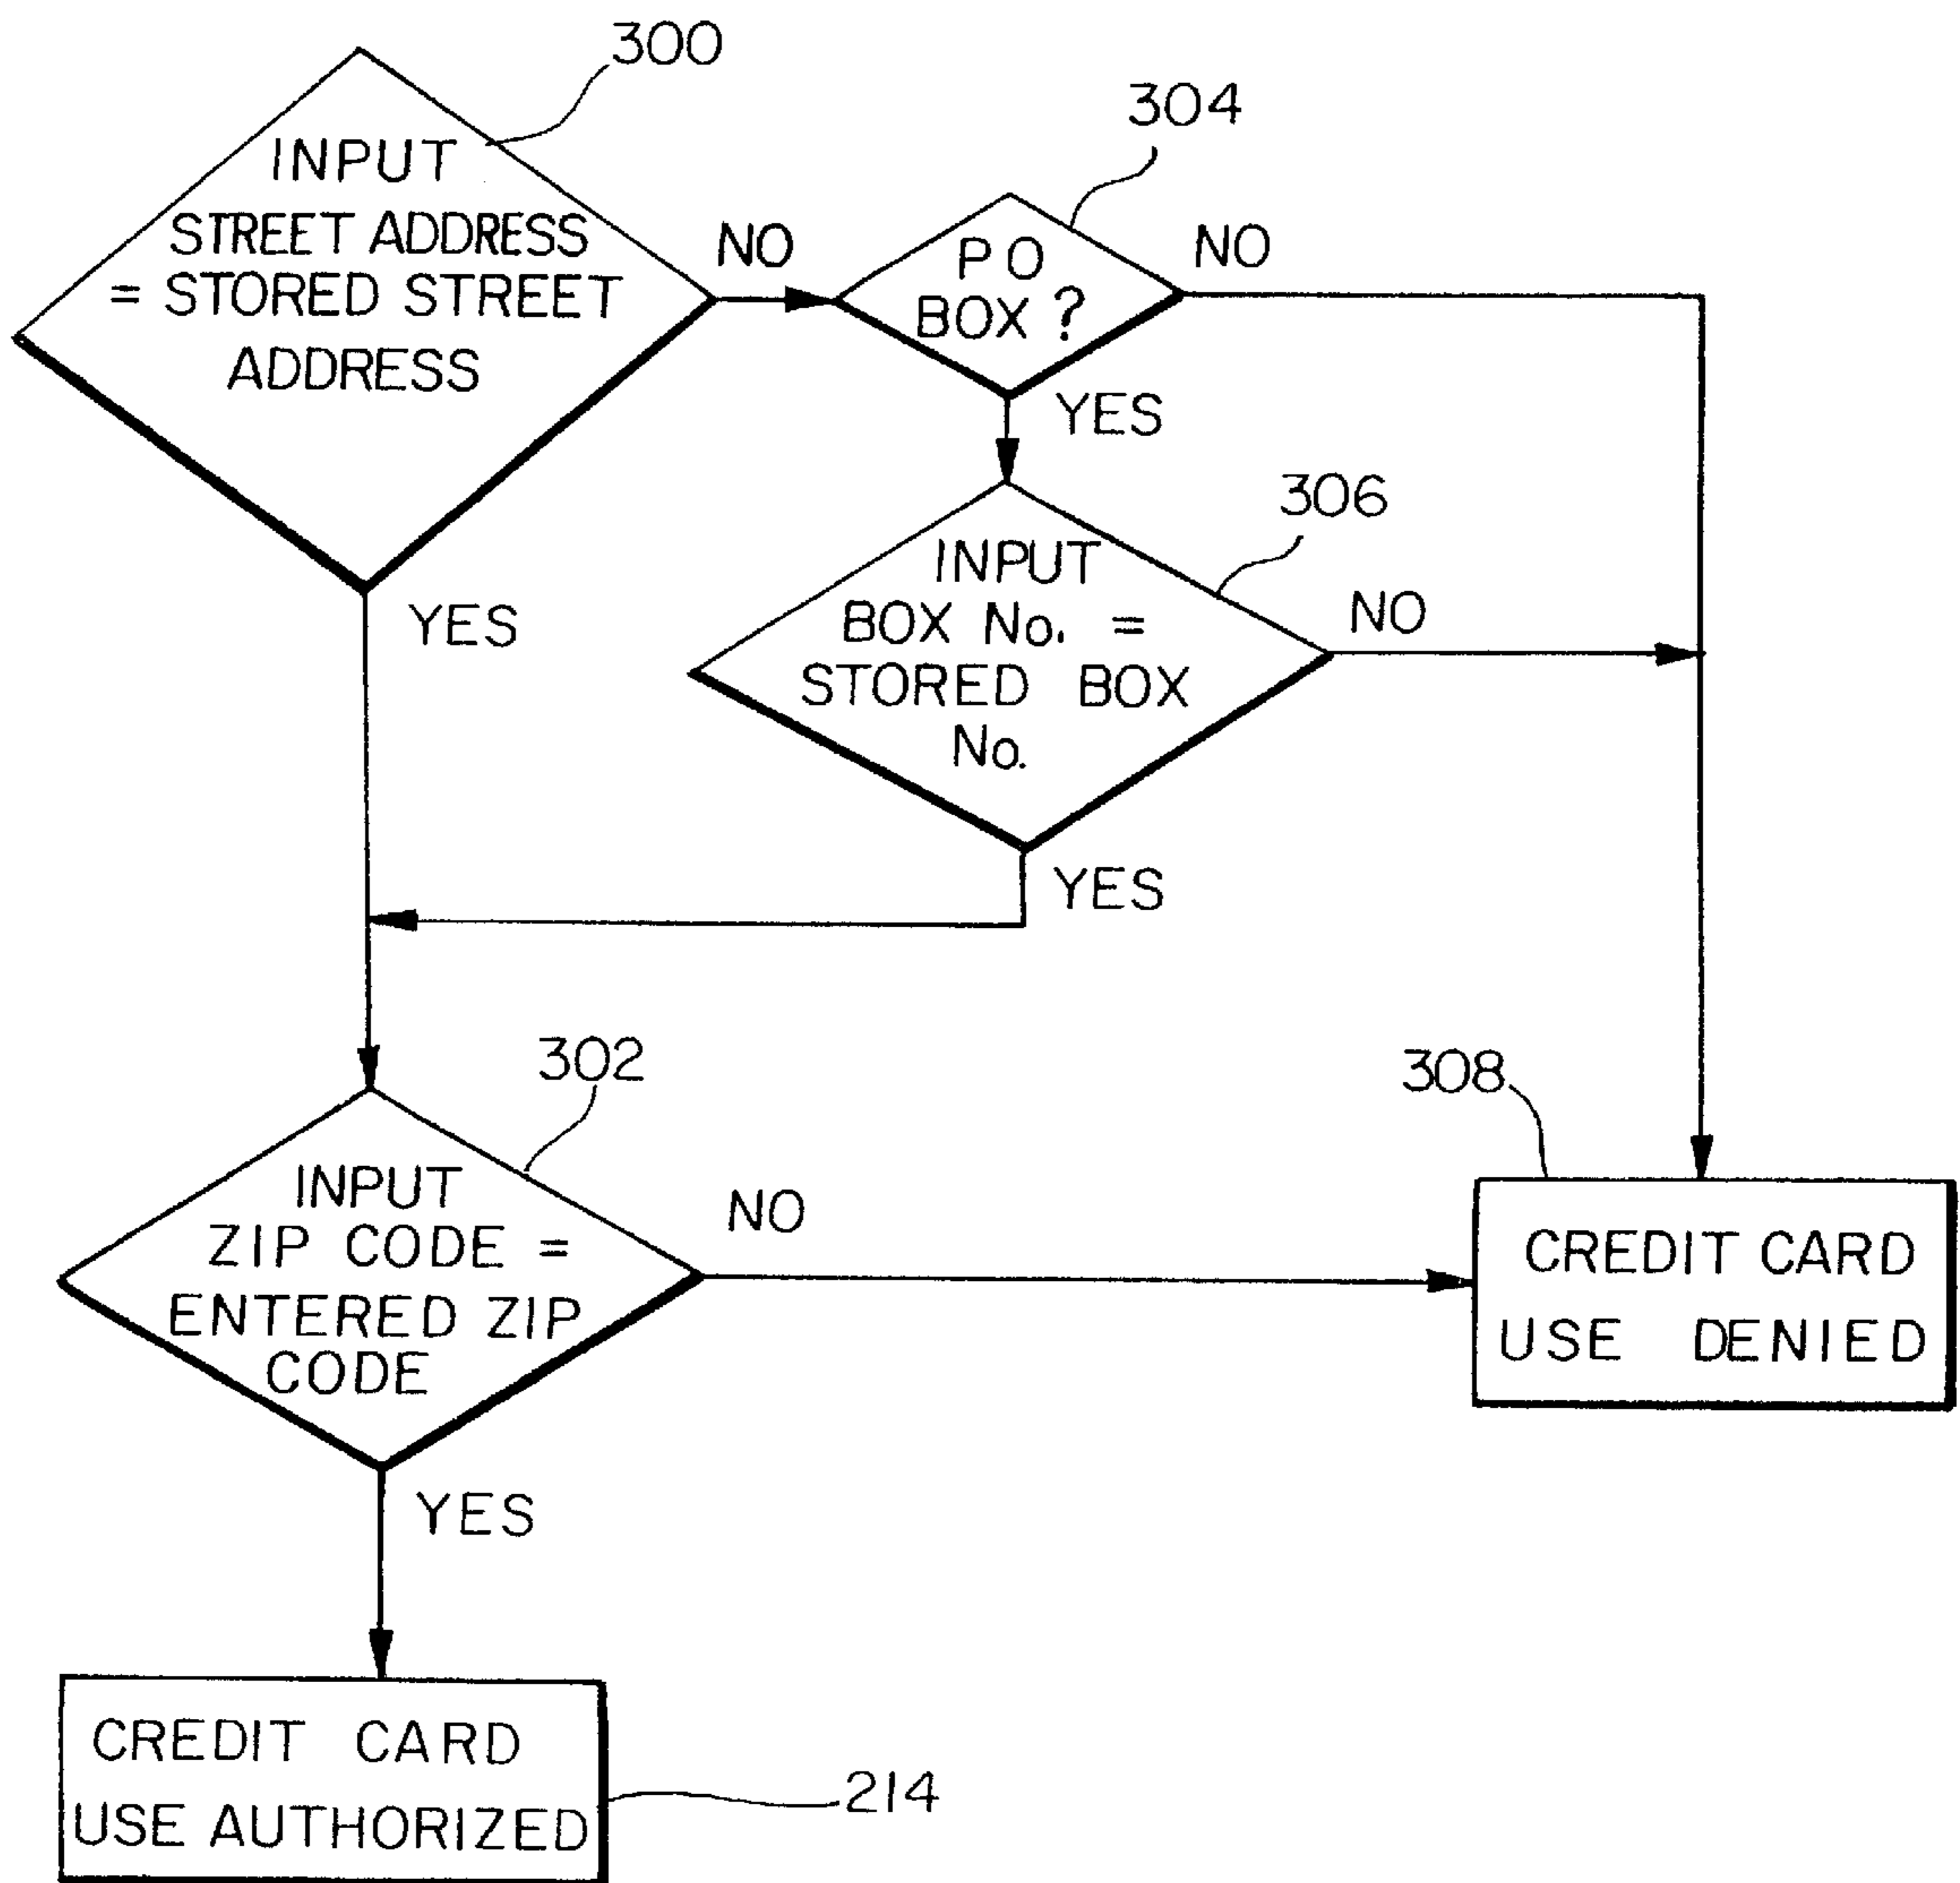 300
INPUT
STREET ADDRESS
= STORED STREET
ADDRESS
NO
YES
304
P O
BOX ?
NO
YES
306
INPUT
BOX No. =
STORED BOX
No.
NO
YES
302
INPUT
ZIP CODE =
ENTERED ZIP
CODE
NO
YES
308
CREDIT CARD
USE DENIED
CREDIT CARD
USE AUTHORIZED
214